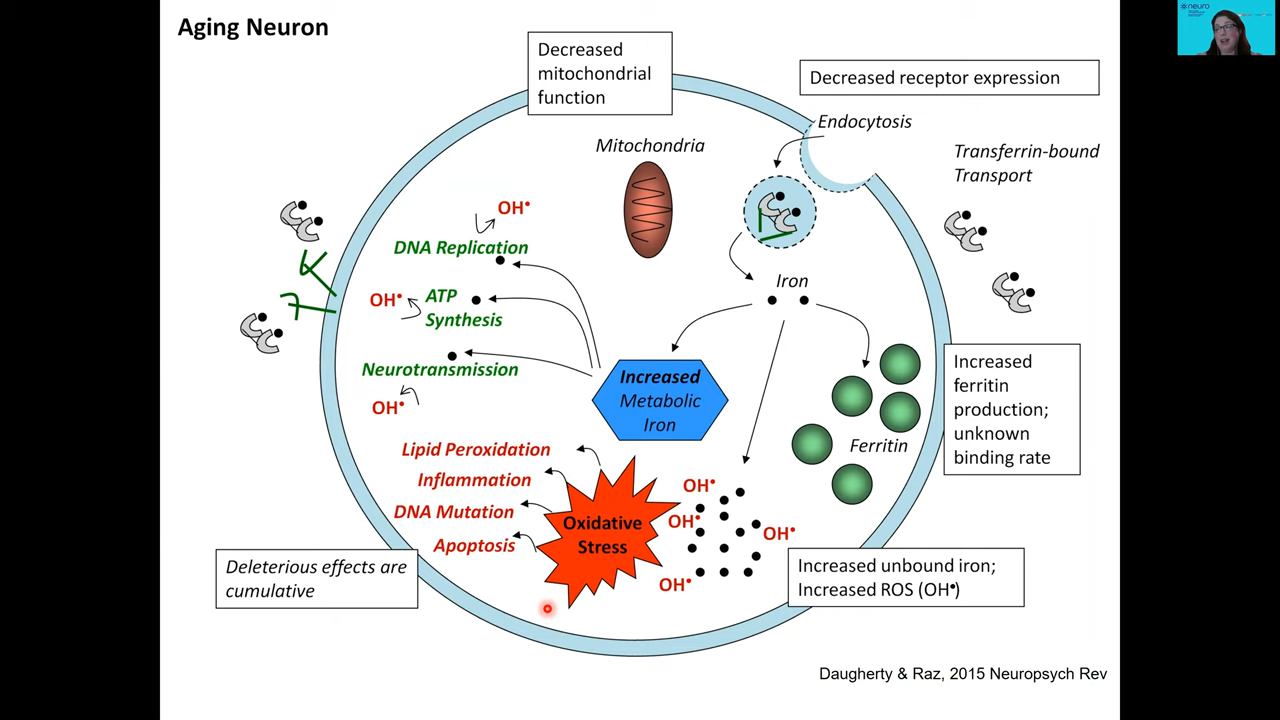 Aging Neuron
neuro
Decreased
mitochondrial
function
Decreased receptor expression
Endocytosis
Transferrin-bound
Transport
Mitochondria
OH•
DNA Replication
OH•
ATP
Synthesis
Neurotransmission
OH•
Iron
Increased
Metabolic
Iron
Increased
ferritin
production;
unknown
binding rate
Ferritin
Lipid Peroxidation
Inflammation
DNA Mutation
Apoptosis
Oxidative
Stress
OH•
OH•
OH•
OH•
Deleterious effects are
cumulative
Increased unbound iron;
Increased ROS (OH•)
Daugherty & Raz, 2015 Neuropsych Rev